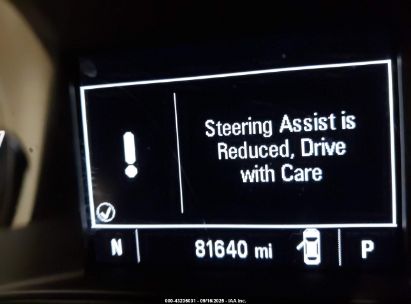 Steering Assist is
Reduced, Drive
with Care
N 81640 mi P